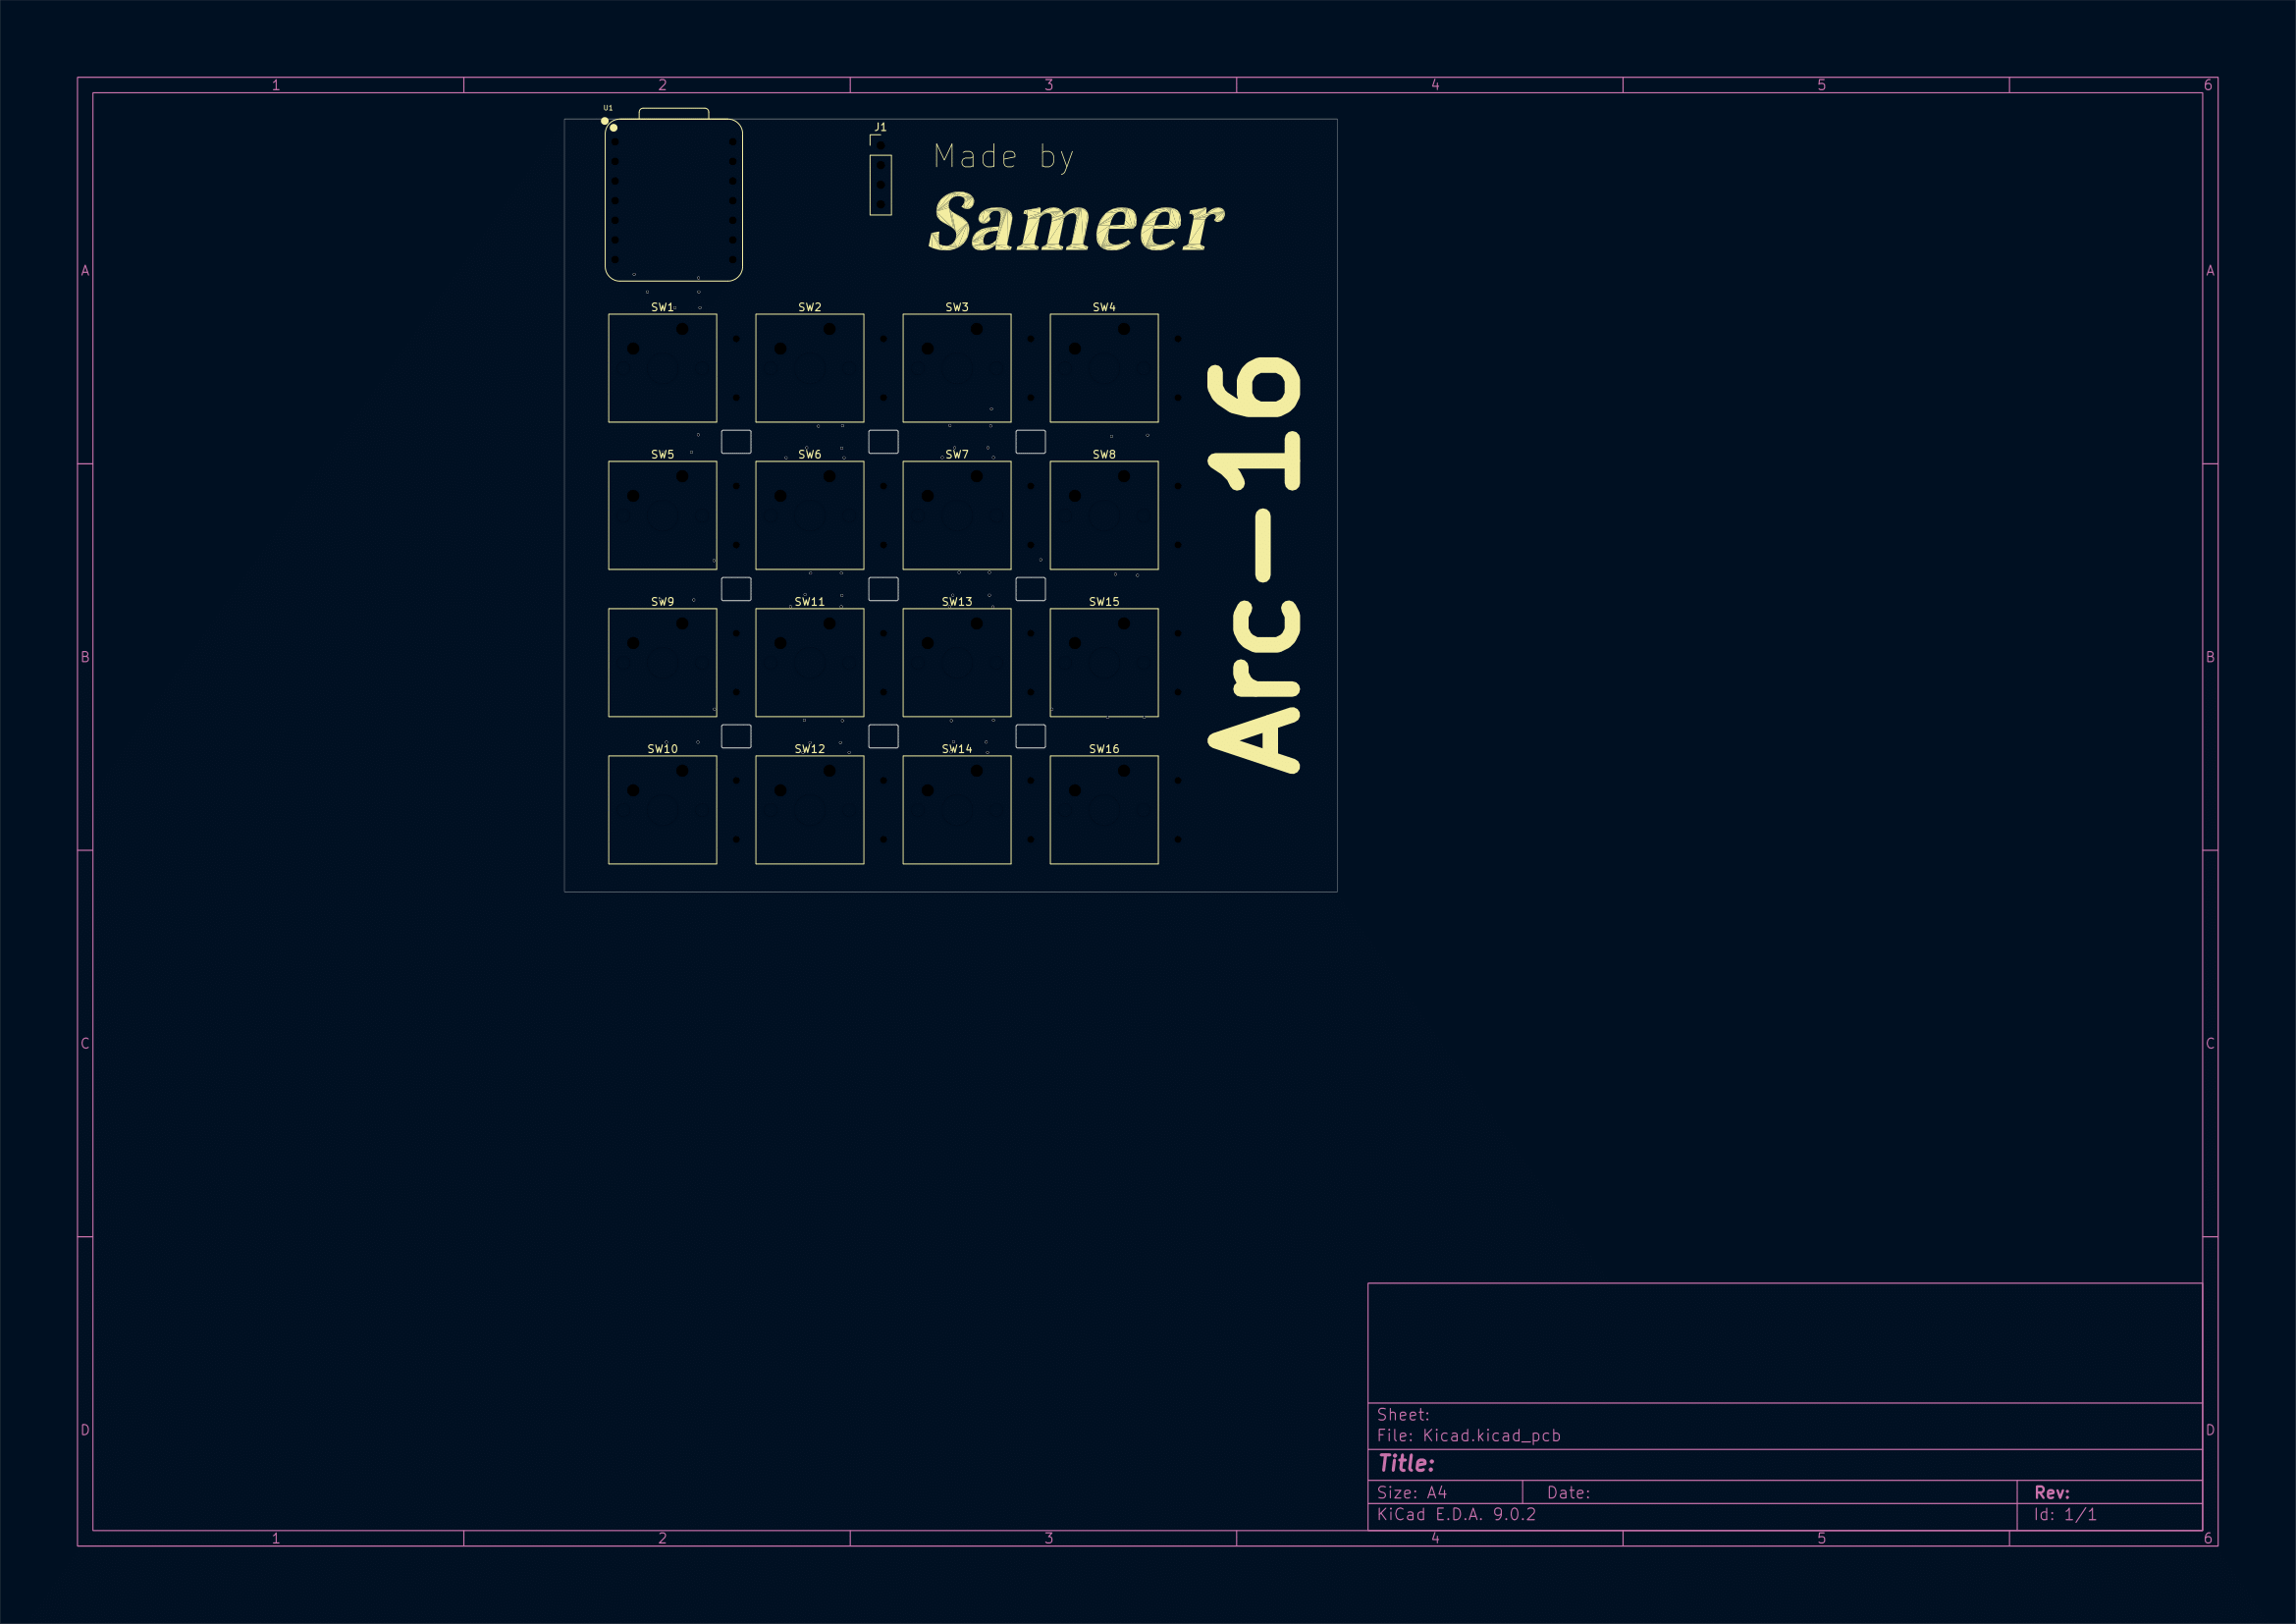 1 2 3 4 5 6
U1
J1
Made by
Sameer
A A
SW1 SW2 SW3 SW4
Arc-16
SW5 SW6 SW7 SW8
SW9 SW11 SW13 SW15
B B
SW10 SW12 SW14 SW16
C C
Sheet:
File: Kicad.kicad_pcb
D D
Title:
Size: A4 Date: Rev:
KiCad E.D.A. 9.0.2 Id: 1/1
1 2 3 4 5 6